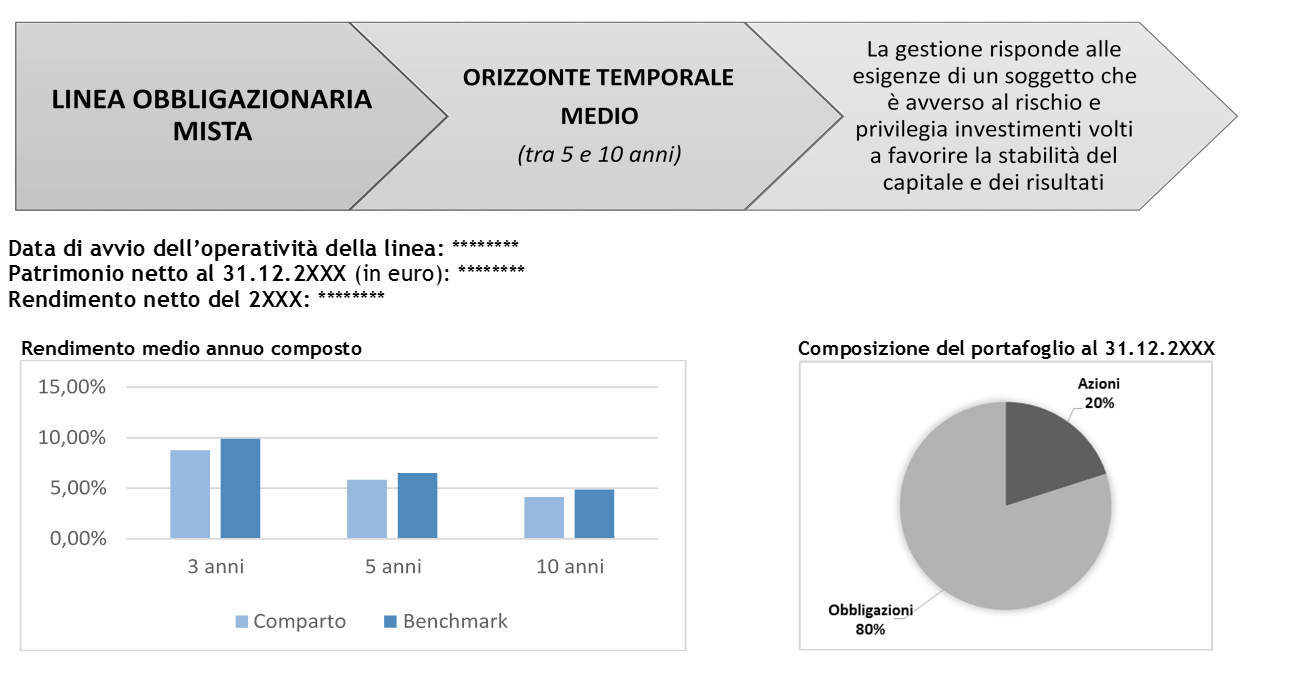 LINEA OBBLIGAZIONARIA
MISTA
ORIZZONTE TEMPORALE
MEDIO
(tra 5 e 10 anni)
La gestione risponde alle
esigenze di un soggetto che
è avverso al rischio e
privilegia investimenti volti
a favorire la stabilità del
capitale e dei risultati
Data di avvio dell’operatività della linea: ********
Patrimonio netto al 31.12.2XXX (in euro): ********
Rendimento netto del 2XXX: ********
Rendimento medio annuo composto
15,00%
10,00%
5,00%
0,00%
3 anni
5 anni
10 anni
Comparto
Benchmark
Composizione del portafoglio al 31.12.2XXX
Azioni
20%
Obbligazioni
80%